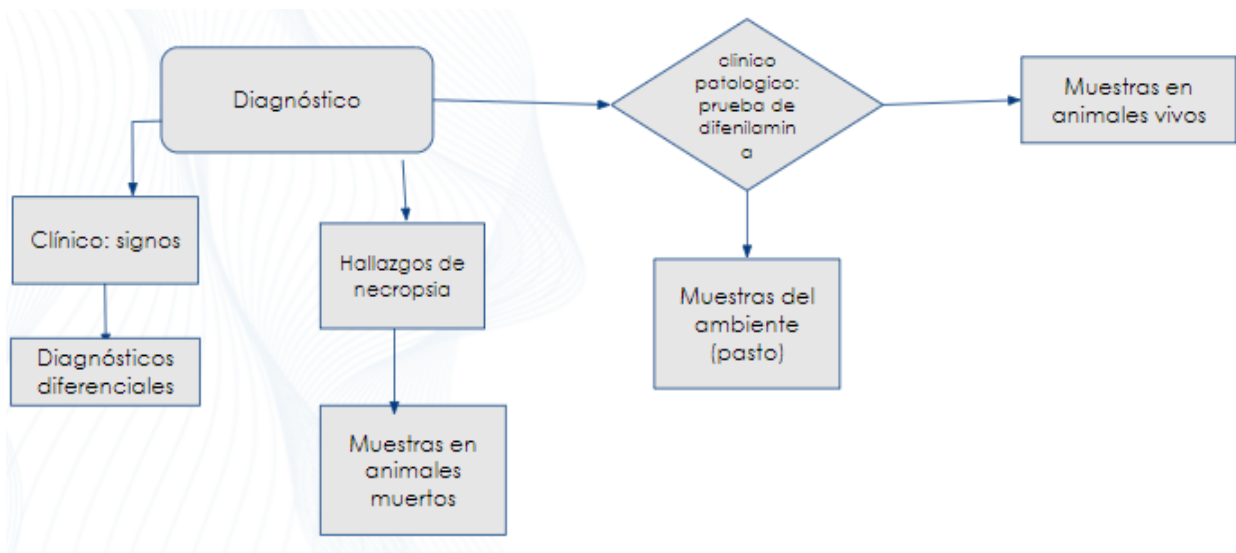 Diagnóstico
clinico
patologico:
prueba de
difenilamin
a
Muestras en
animales vivos
Clínico: signos
Hallazgos de
necropsia
Muestras del
ambiente
(pasto)
Diagnósticos
diferenciales
Muestras en
animales
muertos